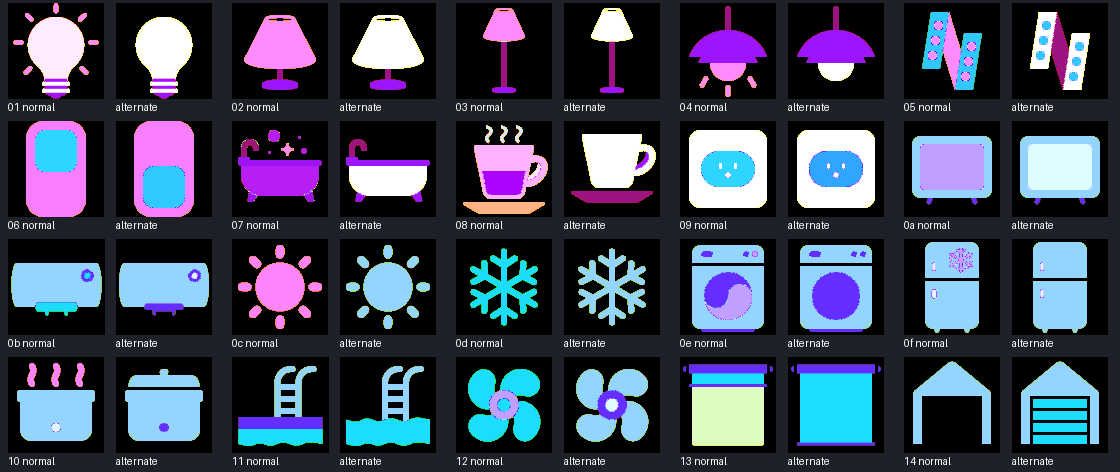 01 normal alternate 02 normal alternate 03 normal alternate 04 normal alternate 05 normal alternate
06 normal alternate 07 normal alternate 08 normal alternate 09 normal alternate 0a normal alternate
0b normal alternate 0c normal alternate 0d normal alternate 0e normal alternate 0f normal alternate
10 normal alternate 11 normal alternate 12 normal alternate 13 normal alternate 14 normal alternate